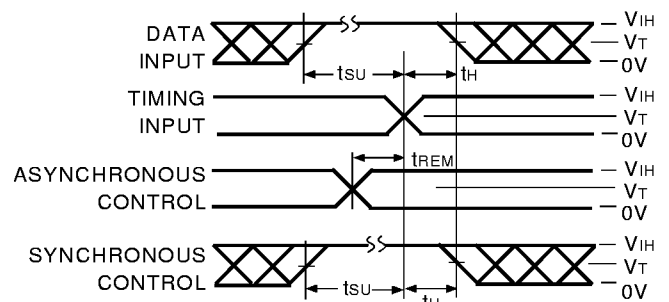 DATA
INPUT
tSU
tH
VIH
VT
0V
TIMING
INPUT
VIH
VT
0V
tREM
ASYNCHRONOUS
CONTROL
VIH
VT
0V
SYNCHRONOUS
CONTROL
tSU
VIH
VT
0V